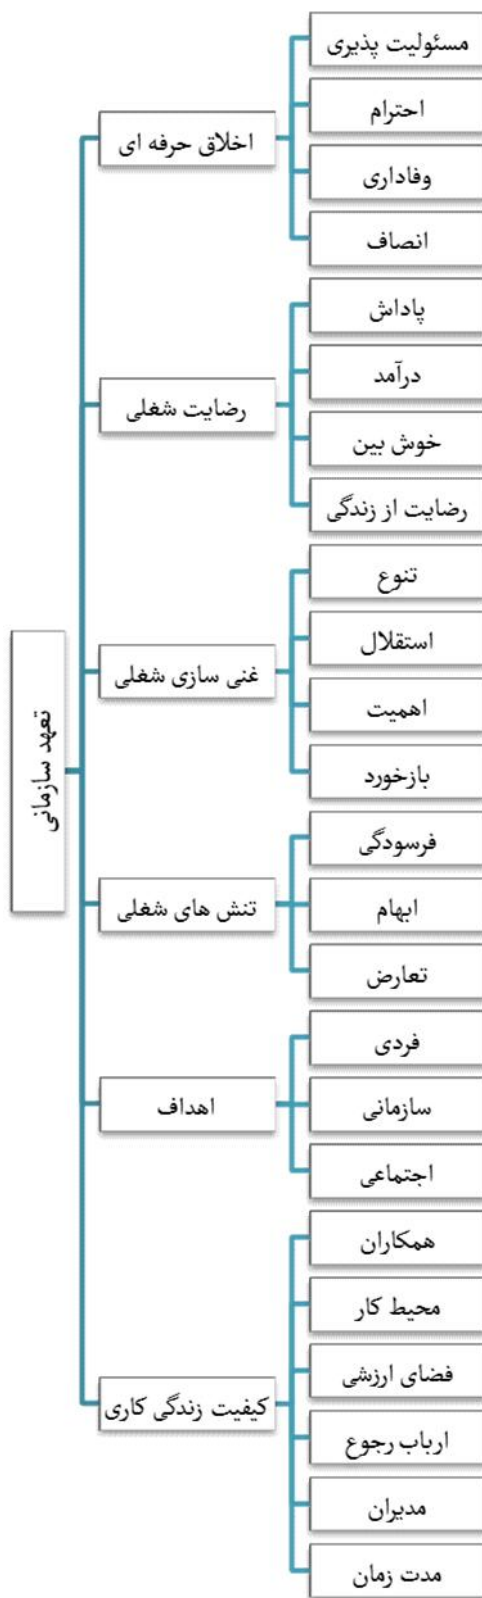 تعهد سازمانی
اخلاق حرفه ای
مسئولیت پذیری
احترام
وفاداری
انصاف
رضایت شغلی
پاداش
درآمد
خوش بین
رضایت از زندگی
غنی سازی شغلی
تنوع
استقلال
اهمیت
بازخورد
تنش های شغلی
فرسودگی
ابهام
تعارض
اهداف
فردی
سازمانی
اجتماعی
کیفیت زندگی کاری
همکاران
محیط کار
فضای ارزشی
ارباب رجوع
مدیران
مدت زمان